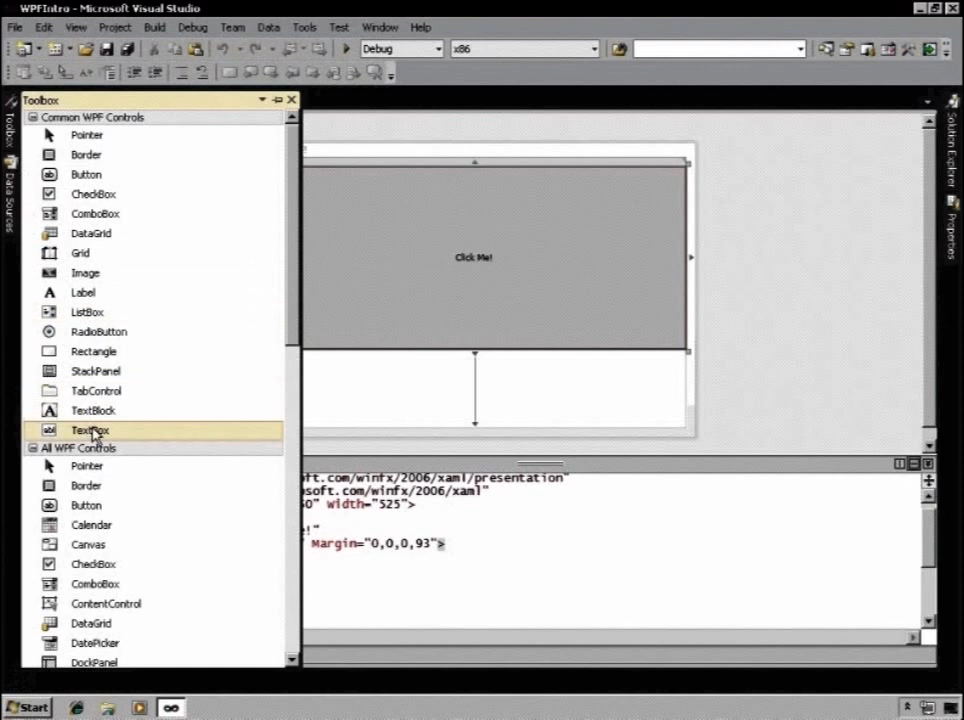 WPFIntro - Microsoft Visual Studio
File Edit View Project Build Debug Team Data Tools Test Window Help
Debug x86
Toolbox
Toolbox
Data Sources
Common WPF Controls
Pointer
Border
Button
CheckBox
ComboBox
DataGrid
Grid
Image
Label
ListBox
RadioButton
Rectangle
StackPanel
TabControl
TextBlock
TextBox
All WPF Controls
Pointer
Border
Button
Calendar
Canvas
CheckBox
ComboBox
ContentControl
DataGrid
DatePicker
DockPanel
Click Me!
Solution Explorer
Properties
ft.com/winfx/2006/xaml/presentation"
osoft.com/winfx/2006/xaml"
0" Width="525">
e!"
" Margin="0,0,0,93">
Start